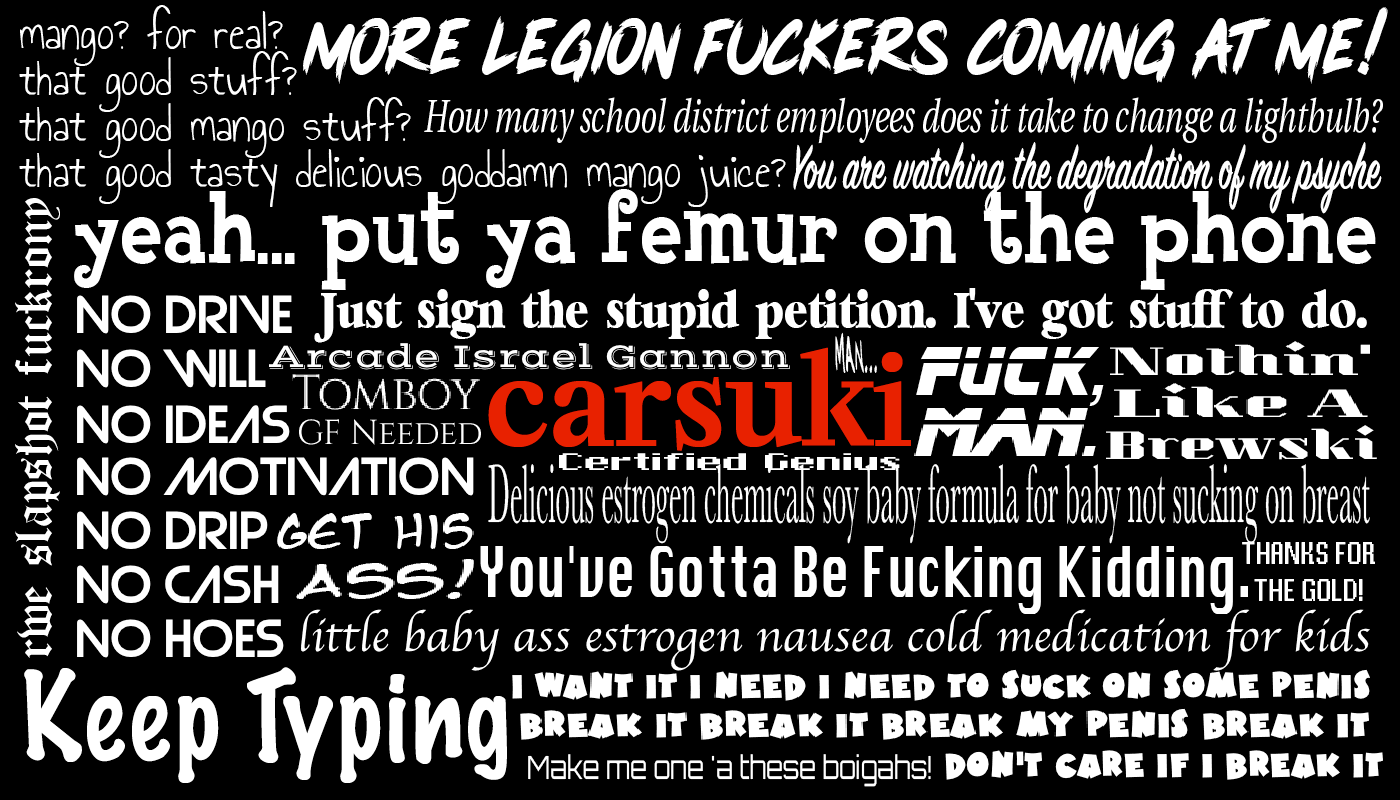 mango? for real?
that good stuff?
that good mango stuff?
that good tasty delicious goddamn mango juice?
MORE LEGION FUCKERS COMING AT ME!
How many school district employees does it take to change a lightbulb?
You are watching the degradation of my psyche
yeah... put ya femur on the phone
vwe slapshot fuckrony
NO DRIVE
NO WILL
NO IDEAS
NO MOTIVATION
NO DRIP
NO CASH
NO HOES
Just sign the stupid petition. I've got stuff to do.
Arcade Israel Gannon
MAN...
TOMBOY
GF NEEDED
carsuki
Certified Genius
FUCK,
MAN.
Nothin'
Like A
Brewski
Delicious estrogen chemicals soy baby formula for baby not sucking on breast
GET HIS
ASS!
You've Gotta Be Fucking Kidding.
THANKS FOR
THE GOLD!
little baby ass estrogen nausea cold medication for kids
Keep Typing
I WANT IT I NEED I NEED TO SUCK ON SOME PENIS
BREAK IT BREAK IT BREAK MY PENIS BREAK IT
Make me one 'a these boigahs!
DON'T CARE IF I BREAK IT